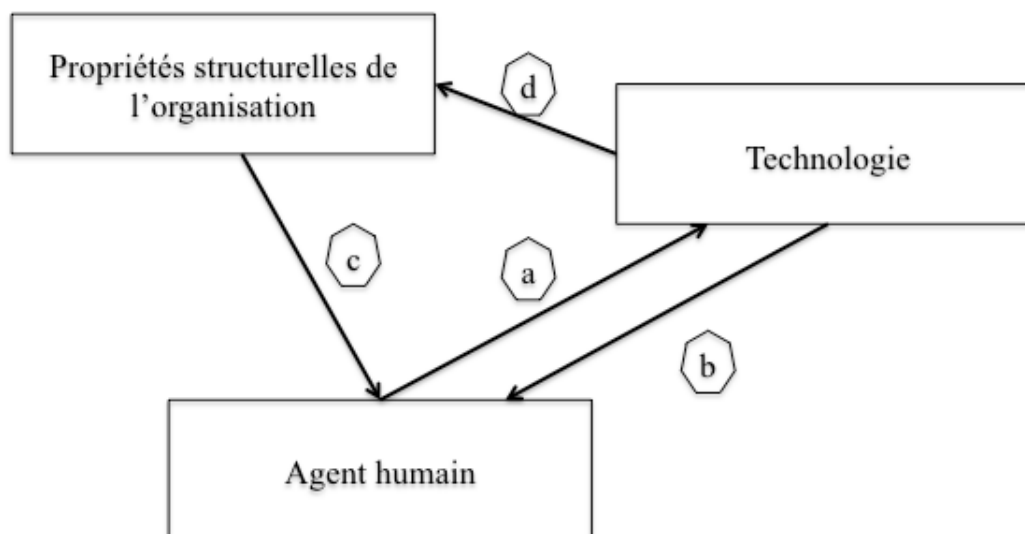 Propriétés structurelles de
l’organisation
d
Technologie
c
a
b
Agent humain